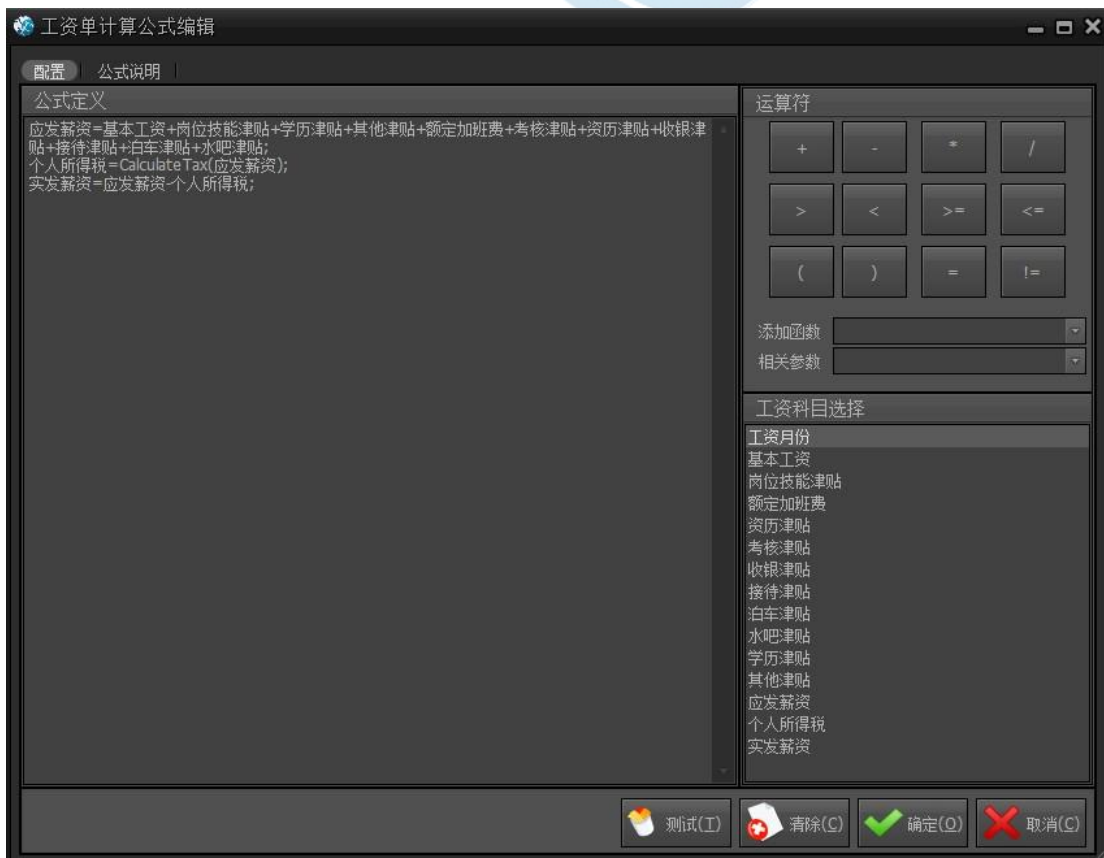 工资单计算公式编辑
配置
公式说明
公式定义
应发薪资=基本工资+岗位技能津贴+学历津贴+其他津贴+额定加班费+考核津贴+资历津贴+收银津
贴+接待津贴+泊车津贴+水吧津贴;
个人所得税=CalculateTax(应发薪资);
实发薪资=应发薪资-个人所得税;
运算符
+ - * /
> < >= <=
( ) = !=
添加函数
相关参数
工资科目选择
工资月份
基本工资
岗位技能津贴
额定加班费
资历津贴
考核津贴
收银津贴
接待津贴
泊车津贴
水吧津贴
学历津贴
其他津贴
应发薪资
个人所得税
实发薪资
测试(T) 清除(C) 确定(O) 取消(C)